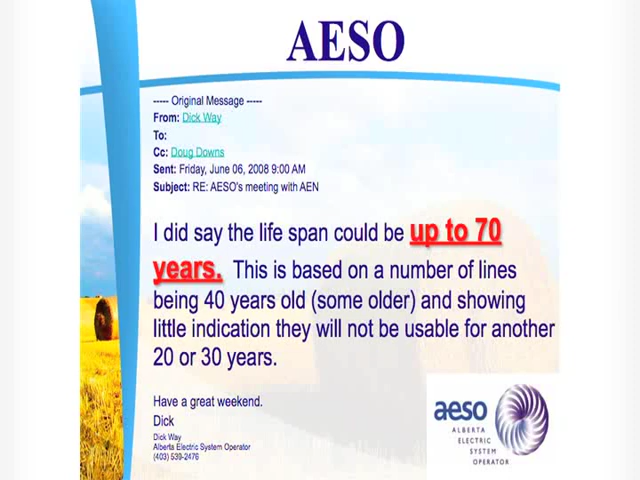 AESO
----- Original Message -----
From: Dick Way
To:
Cc: Doug Downs
Sent: Friday, June 06, 2008 9:00 AM
Subject: RE: AESO's meeting with AEN
I did say the life span could be up to 70
years. This is based on a number of lines
being 40 years old (some older) and showing
little indication they will not be usable for another
20 or 30 years.
Have a great weekend.
Dick
Dick Way
Alberta Electric System Operator
(403) 539-2476
aeso
ALBERTA
ELECTRIC
SYSTEM
OPERATOR